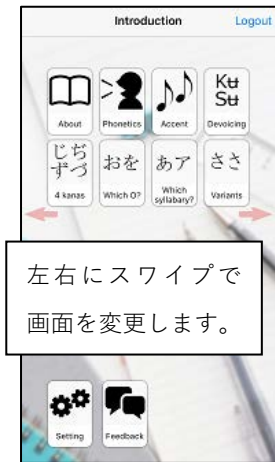 Introduction
Logout
Kʉ
Sʉ
About
Phonetics
Accent
Devoicing
じぢ
ずづ
おを
あア
ささ
4 kanas
Which O?
Which
syllabary?
Variants
左右にスワイプで
画面を変更します。
Setting
Feedback